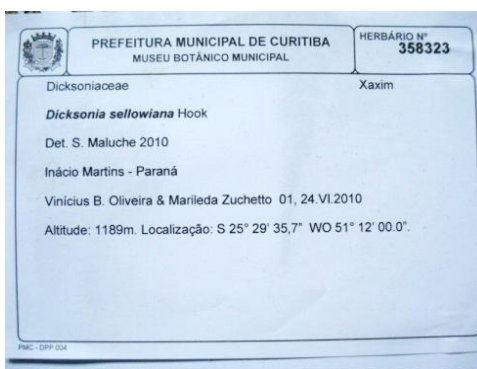 PREFEITURA MUNICIPAL DE CURITIBA
MUSEU BOTÂNICO MUNICIPAL
HERBÁRIO Nº
358323
Dicksoniaceae Xaxim
Dicksonia sellowiana Hook
Det. S. Maluche 2010
Inácio Martins - Paraná
Vinícius B. Oliveira & Marileda Zuchetto 01, 24.VI.2010
Altitude: 1189m. Localização: S 25° 29' 35,7" WO 51° 12' 00.0".
PMC - DPP 004